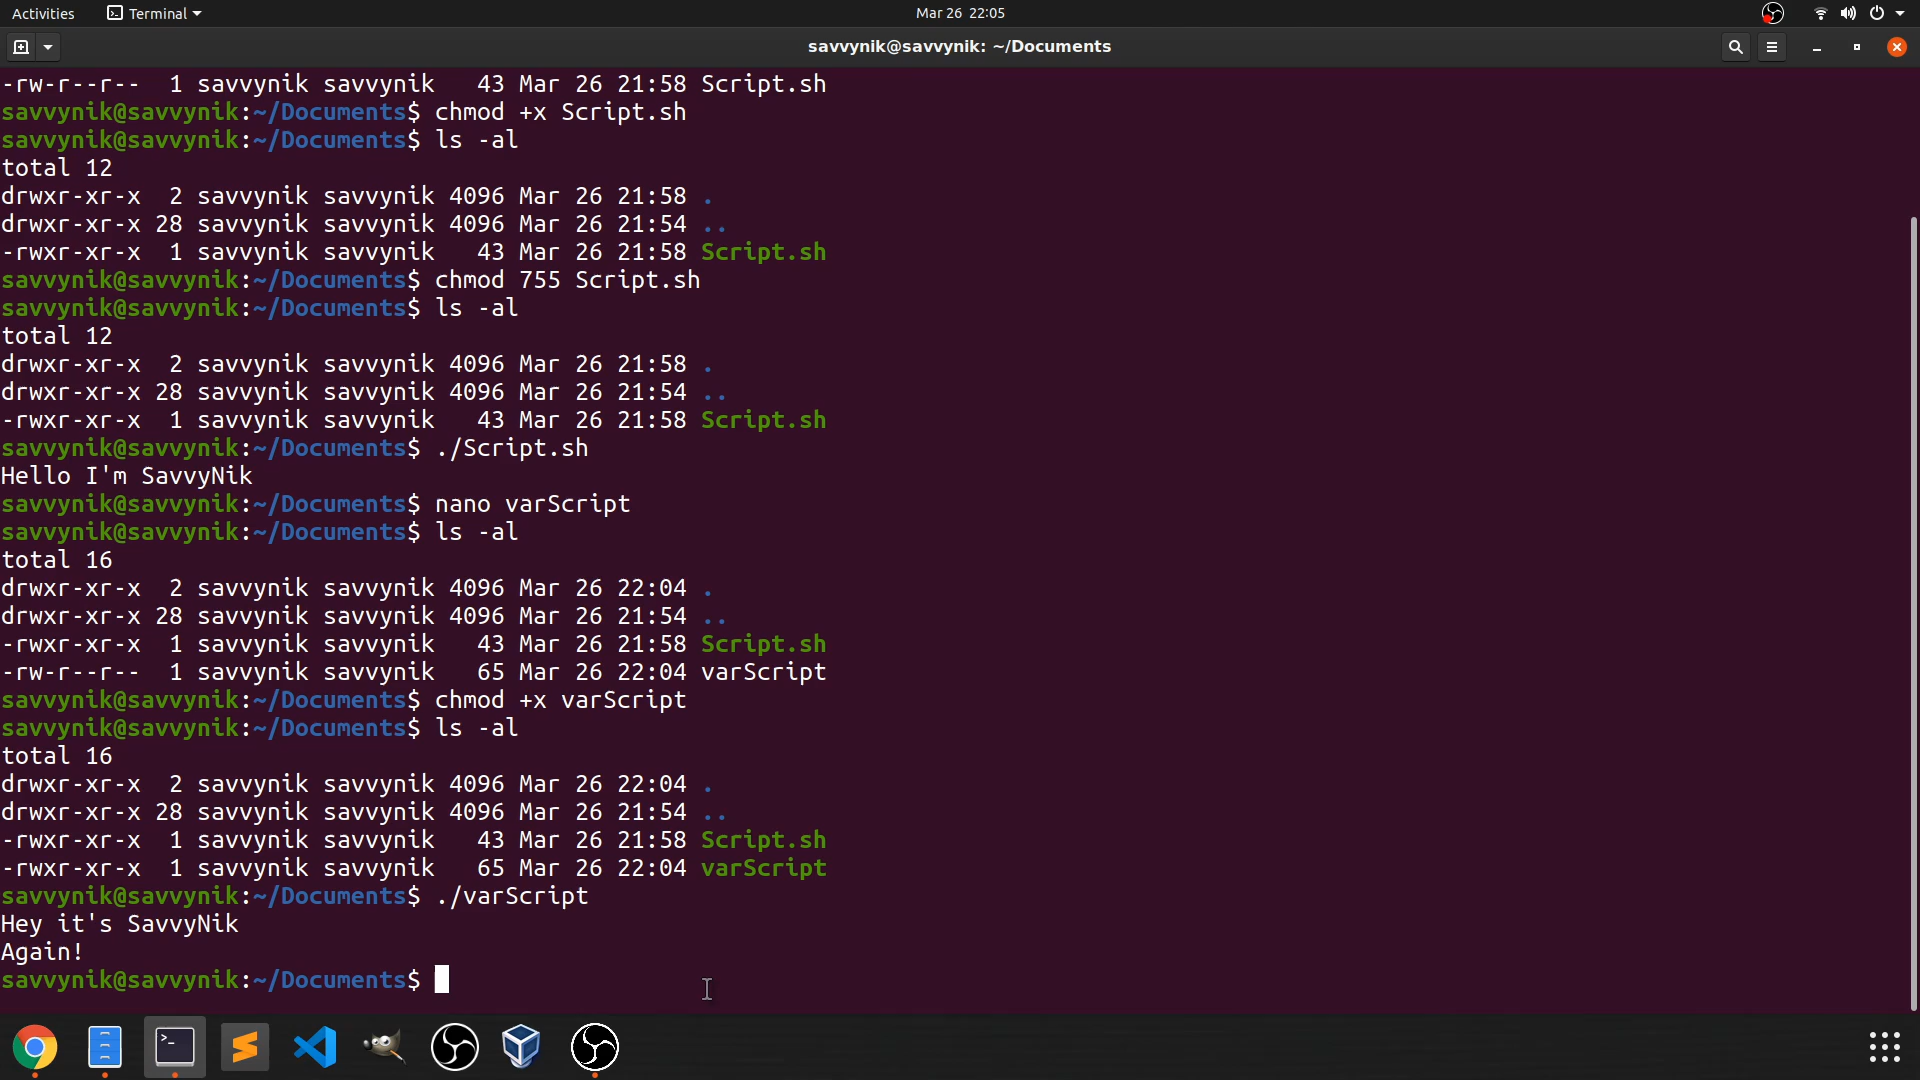 Activities Terminal Mar 26 22:05
savvynik@savvynik: ~/Documents
-rw-r--r--  1 savvynik savvynik   43 Mar 26 21:58 Script.sh
savvynik@savvynik:~/Documents$ chmod +x Script.sh
savvynik@savvynik:~/Documents$ ls -al
total 12
drwxr-xr-x  2 savvynik savvynik 4096 Mar 26 21:58 .
drwxr-xr-x 28 savvynik savvynik 4096 Mar 26 21:54 ..
-rwxr-xr-x  1 savvynik savvynik   43 Mar 26 21:58 Script.sh
savvynik@savvynik:~/Documents$ chmod 755 Script.sh
savvynik@savvynik:~/Documents$ ls -al
total 12
drwxr-xr-x  2 savvynik savvynik 4096 Mar 26 21:58 .
drwxr-xr-x 28 savvynik savvynik 4096 Mar 26 21:54 ..
-rwxr-xr-x  1 savvynik savvynik   43 Mar 26 21:58 Script.sh
savvynik@savvynik:~/Documents$ ./Script.sh
Hello I'm SavvyNik
savvynik@savvynik:~/Documents$ nano varScript
savvynik@savvynik:~/Documents$ ls -al
total 16
drwxr-xr-x  2 savvynik savvynik 4096 Mar 26 22:04 .
drwxr-xr-x 28 savvynik savvynik 4096 Mar 26 21:54 ..
-rwxr-xr-x  1 savvynik savvynik   43 Mar 26 21:58 Script.sh
-rw-r--r--  1 savvynik savvynik   65 Mar 26 22:04 varScript
savvynik@savvynik:~/Documents$ chmod +x varScript
savvynik@savvynik:~/Documents$ ls -al
total 16
drwxr-xr-x  2 savvynik savvynik 4096 Mar 26 22:04 .
drwxr-xr-x 28 savvynik savvynik 4096 Mar 26 21:54 ..
-rwxr-xr-x  1 savvynik savvynik   43 Mar 26 21:58 Script.sh
-rwxr-xr-x  1 savvynik savvynik   65 Mar 26 22:04 varScript
savvynik@savvynik:~/Documents$ ./varScript
Hey it's SavvyNik
Again!
savvynik@savvynik:~/Documents$